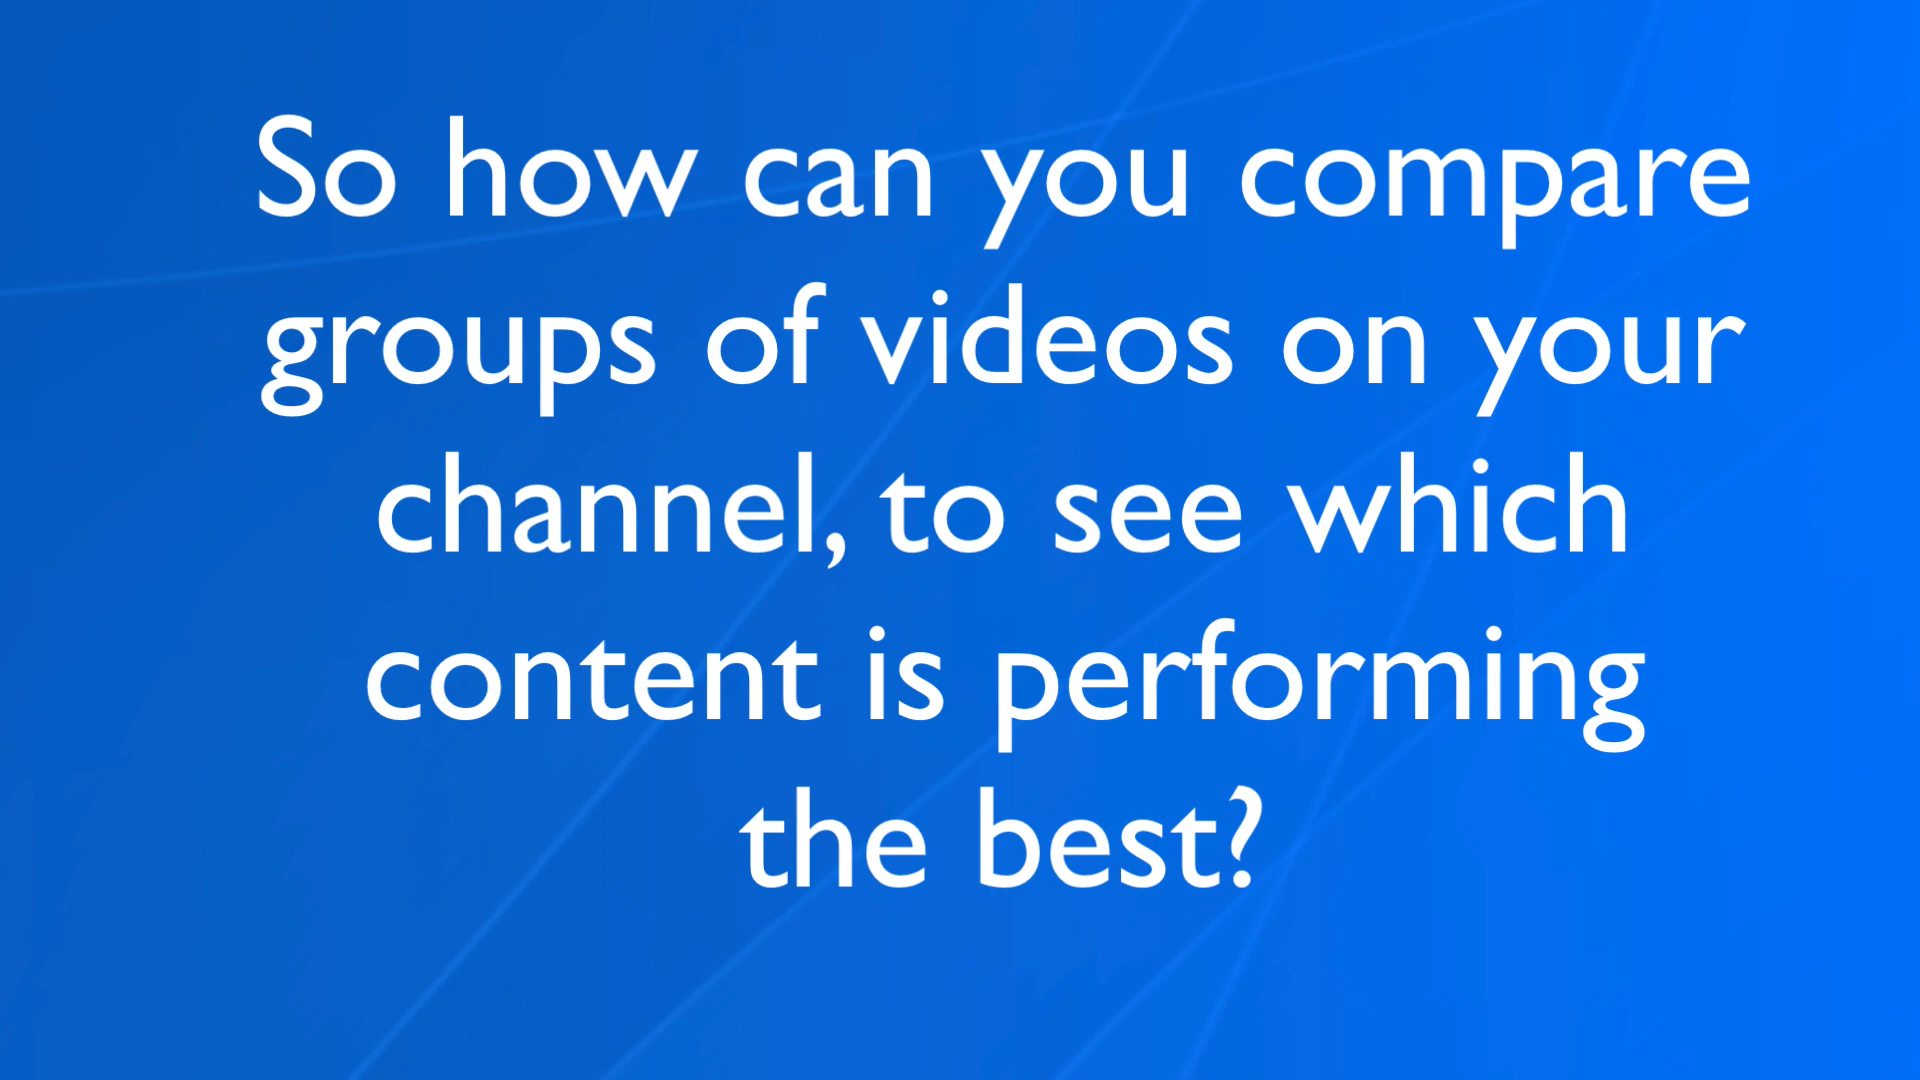 So how can you compare
groups of videos on your
channel, to see which
content is performing
the best?